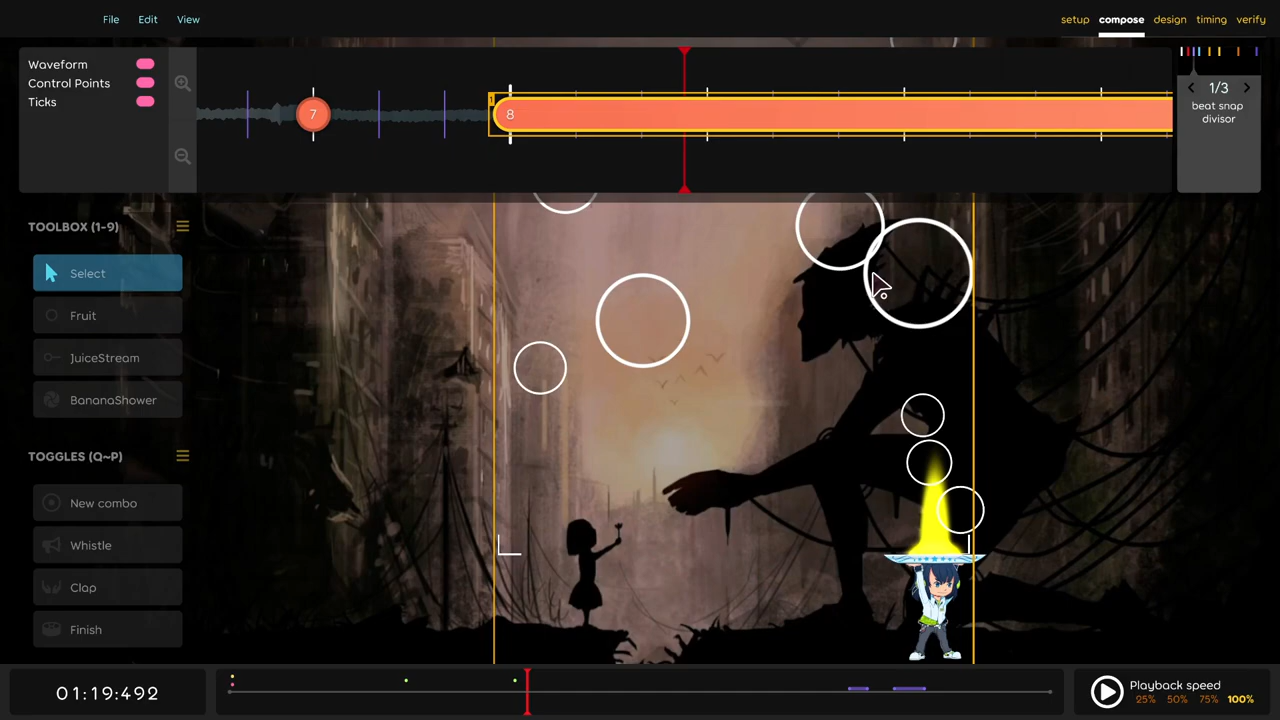 File Edit View
setup compose design timing verify
Waveform
Control Points
Ticks
7
8
1/3
beat snap
divisor
TOOLBOX (1-9)
Select
Fruit
JuiceStream
BananaShower
TOGGLES (Q~P)
New combo
Whistle
Clap
Finish
01:19:492
Playback speed
25% 50% 75% 100%